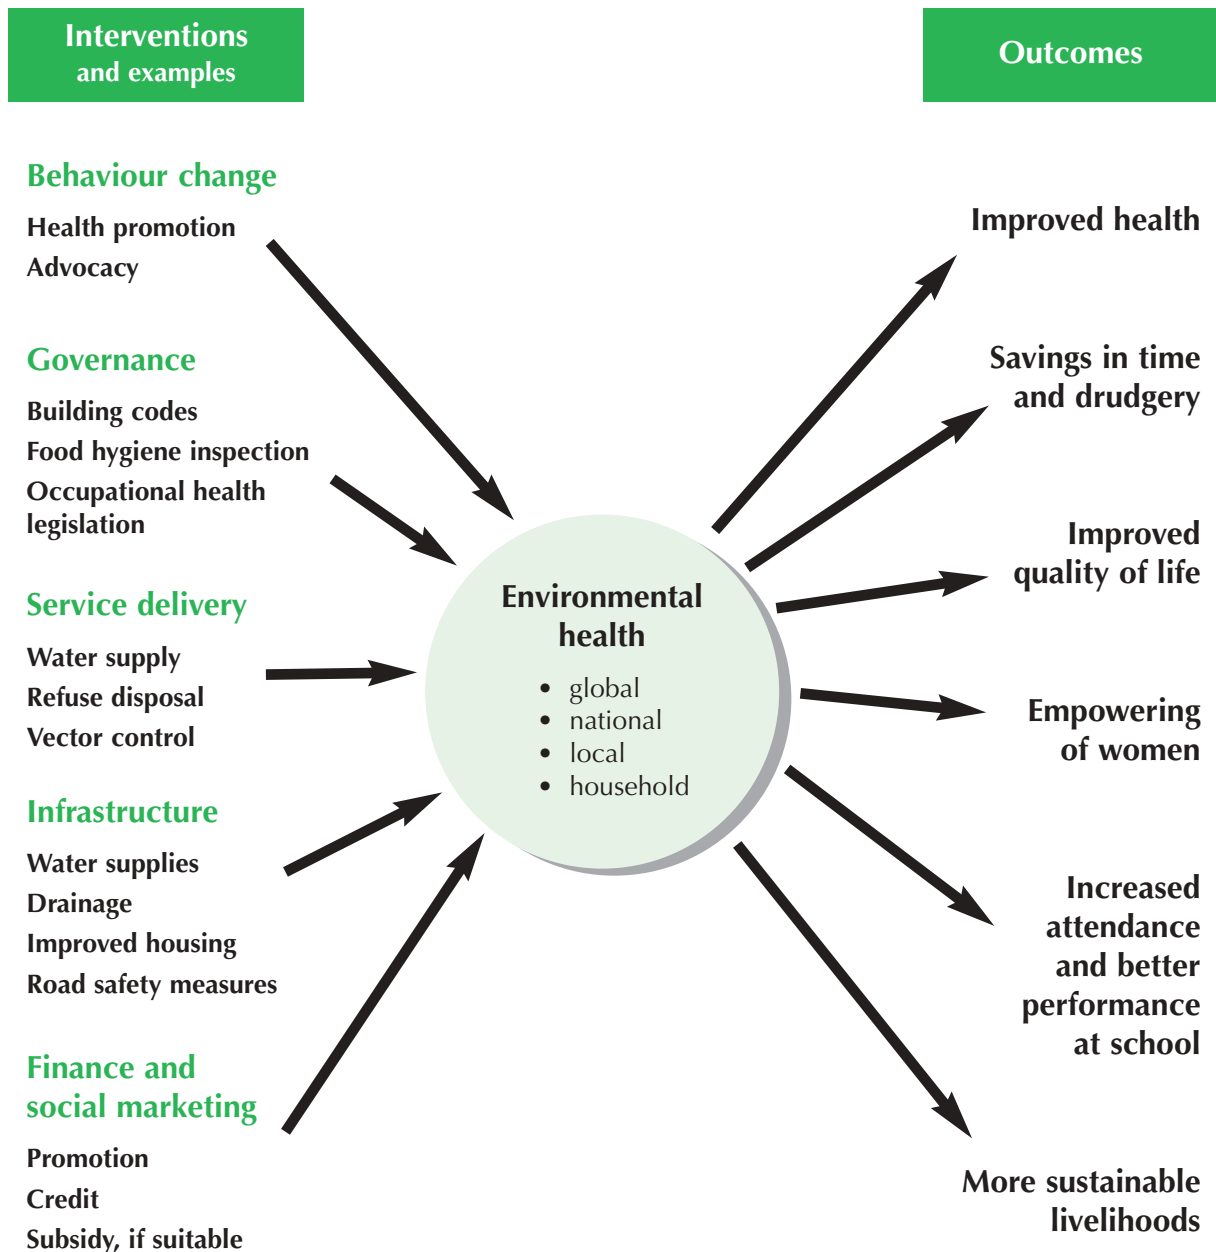 Interventions
and examples
Outcomes
Behaviour change
Health promotion
Advocacy
Governance
Building codes
Food hygiene inspection
Occupational health
legislation
Service delivery
Water supply
Refuse disposal
Vector control
Infrastructure
Water supplies
Drainage
Improved housing
Road safety measures
Finance and
social marketing
Promotion
Credit
Subsidy, if suitable
Environmental
health
• global
• national
• local
• household
Improved health
Savings in time
and drudgery
Improved
quality of life
Empowering
of women
Increased
attendance
and better
performance
at school
More sustainable
livelihoods